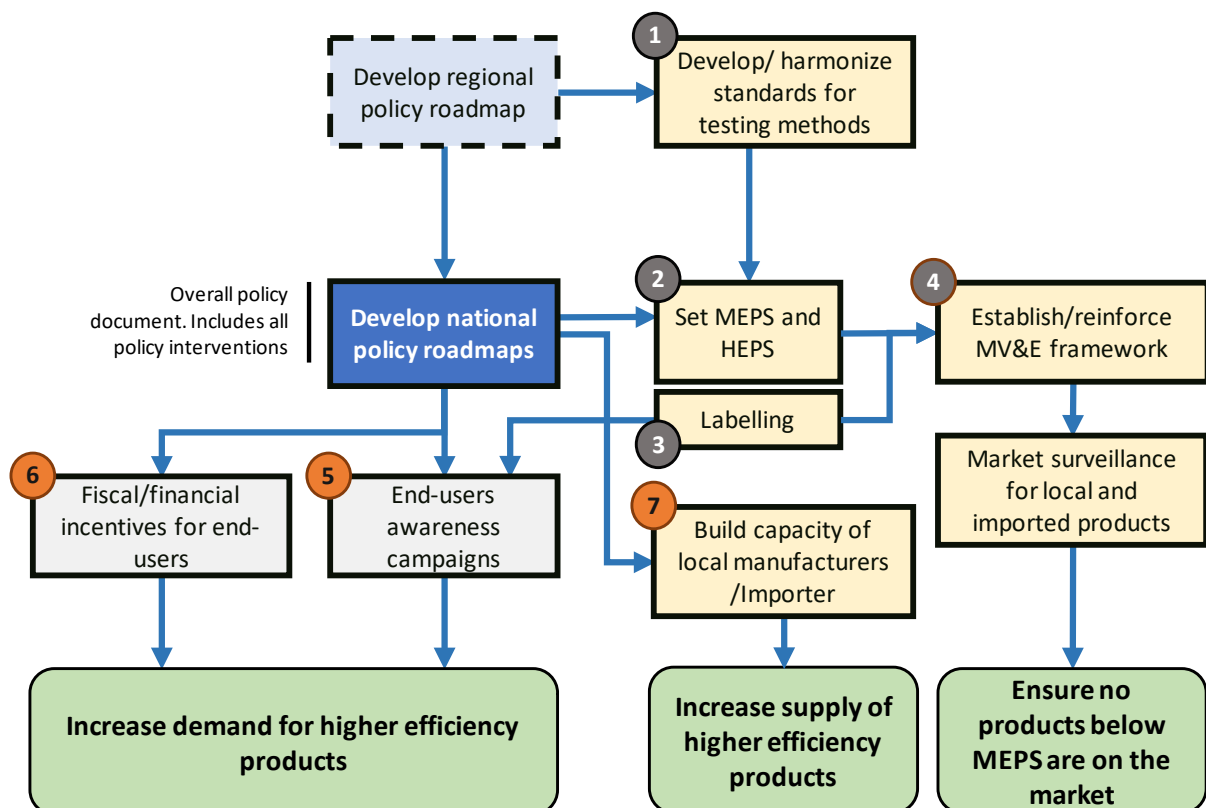 1
Develop regional
policy roadmap
Develop/ harmonize
standards for
testing methods
Overall policy
document. Includes all
policy interventions
Develop national
policy roadmaps
2
Set MEPS and
HEPS
4
Establish/reinforce
MV&E framework
Labelling
3
6
Fiscal/financial
incentives for end-
users
5
End-users
awareness
campaigns
7
Build capacity of
local manufacturers
/Importer
Market surveillance
for local and
imported products
Increase demand for higher efficiency
products
Increase supply of
higher efficiency
products
Ensure no
products below
MEPS are on the
market